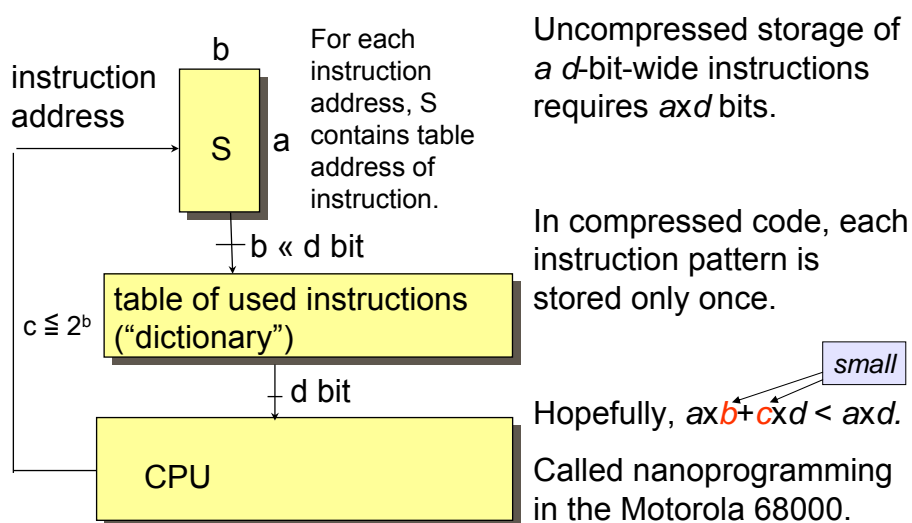 b
instruction
address
S
a
For each
instruction
address, S
contains table
address of
instruction.
b « d bit
table of used instructions
(“dictionary”)
c ≦ 2ᵇ
d bit
CPU
Uncompressed storage of
a d-bit-wide instructions
requires axd bits.
In compressed code, each
instruction pattern is
stored only once.
small
Hopefully, axb+cxd < axd.
Called nanoprogramming
in the Motorola 68000.